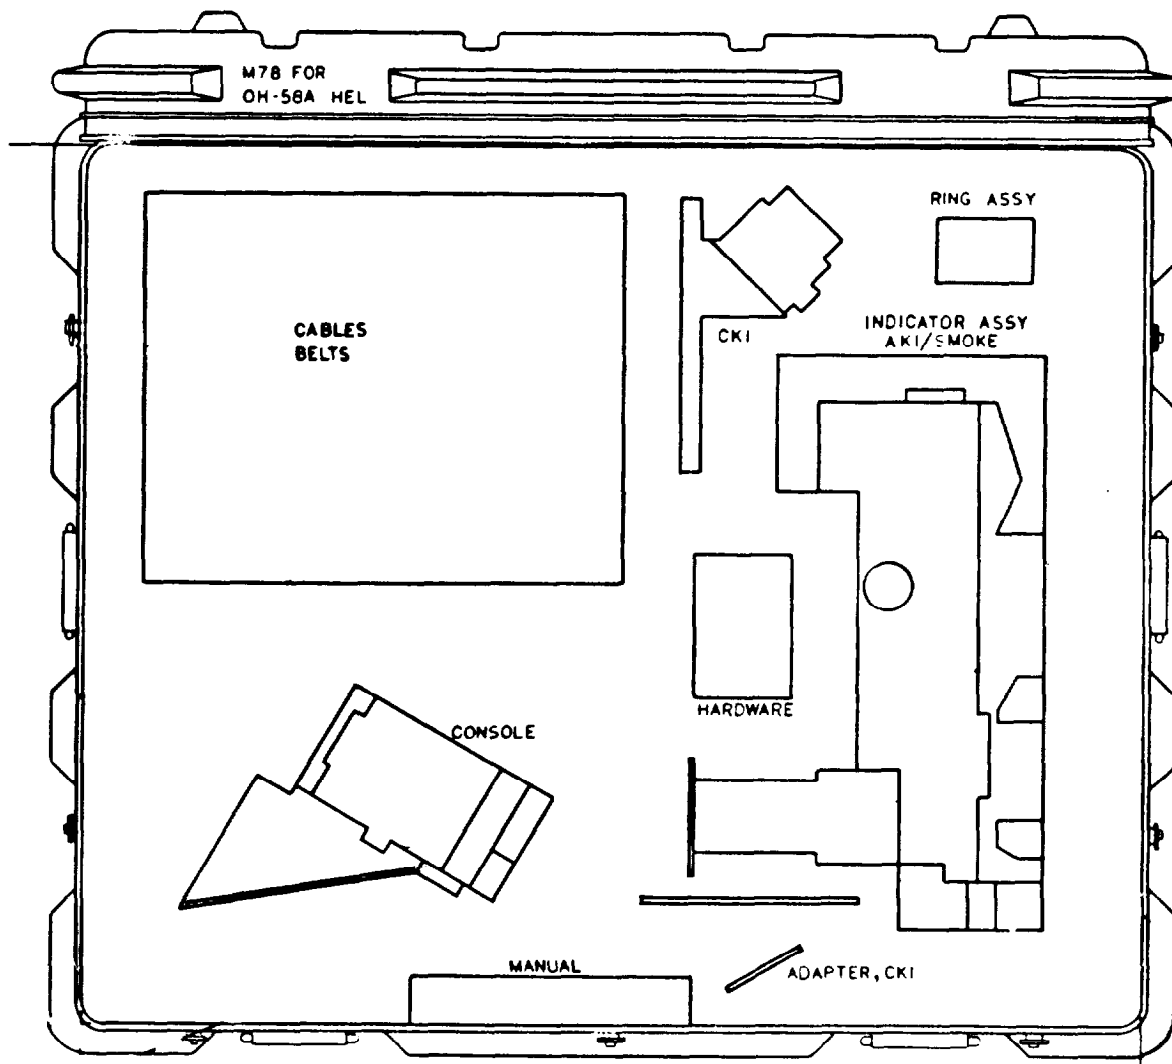 M78 FOR
OH-58A HEL
RING ASSY
CABLES
BELTS
CKI
INDICATOR ASSY
AKI/SMOKE
HARDWARE
CONSOLE
MANUAL
ADAPTER, CKI